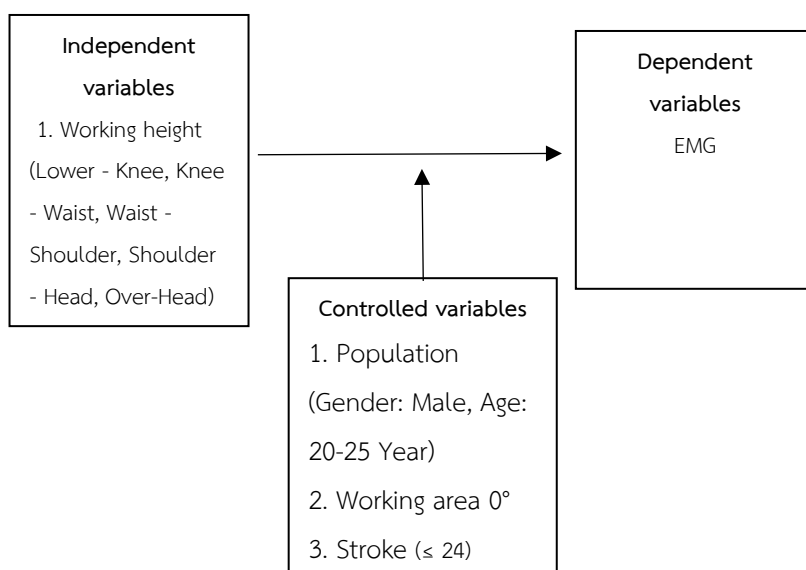 Independent
variables
1. Working height
(Lower - Knee, Knee
- Waist, Waist -
Shoulder, Shoulder
- Head, Over-Head)
Dependent
variables
EMG
Controlled variables
1. Population
(Gender: Male, Age:
20-25 Year)
2. Working area 0°
3. Stroke (≤ 24)